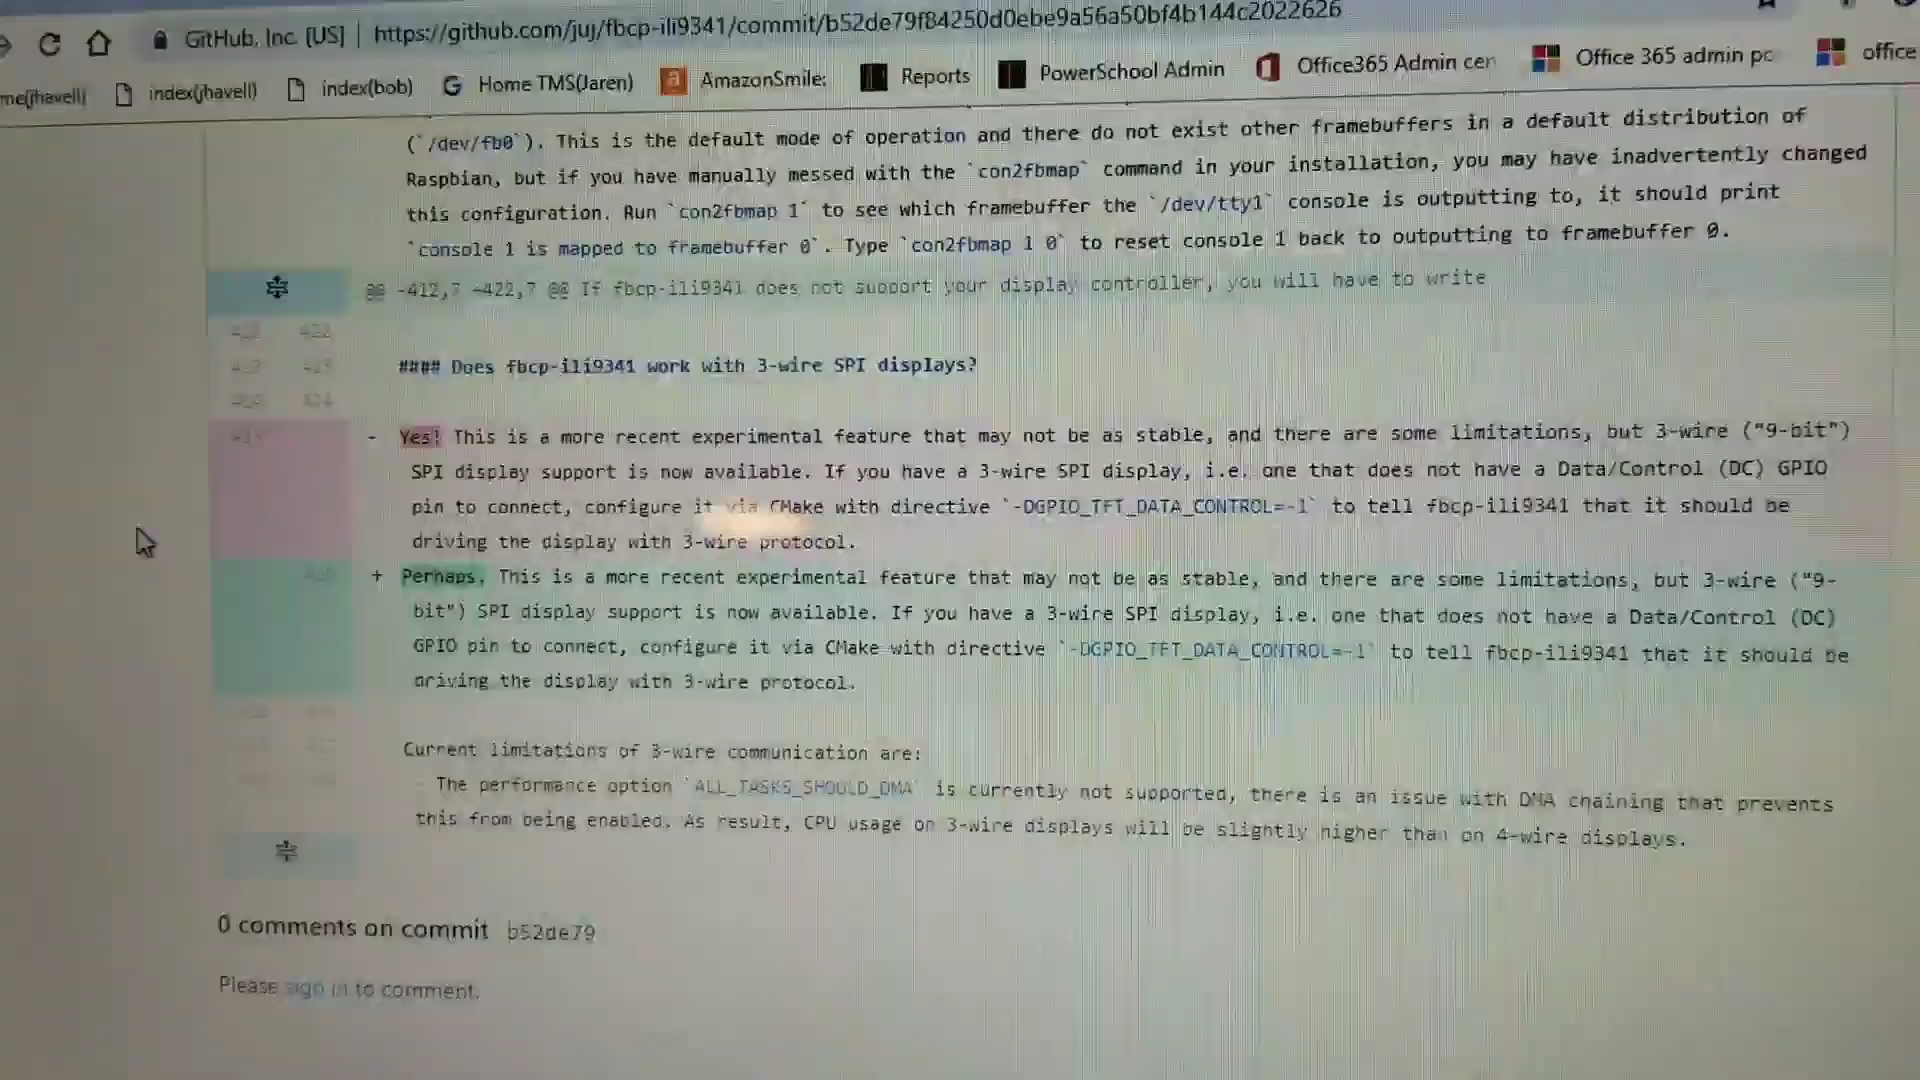 GitHub, Inc. [US] | https://github.com/juj/fbcp-ili9341/commit/b52de79f84250d0ebe9a56a50bf4b144c2022626
me(jhavell) index(jhavell) index(bob) Home TMS(Jaren) AmazonSmile: Reports PowerSchool Admin Office365 Admin cen Office 365 admin po office
(`/dev/fb0`). This is the default mode of operation and there do not exist other framebuffers in a default distribution of
Raspbian, but if you have manually messed with the `con2fbmap` command in your installation, you may have inadvertently changed
this configuration. Run `con2fbmap 1` to see which framebuffer the `/dev/tty1` console is outputting to, it should print
`console 1 is mapped to framebuffer 0`. Type `con2fbmap 1 0` to reset console 1 back to outputting to framebuffer 0.
@@ -412,7 +422,7 @@ If fbcp-ili9341 does not support your display controller, you will have to write
#### Does fbcp-ili9341 work with 3-wire SPI displays?
- Yes! This is a more recent experimental feature that may not be as stable, and there are some limitations, but 3-wire ("9-bit")
SPI display support is now available. If you have a 3-wire SPI display, i.e. one that does not have a Data/Control (DC) GPIO
pin to connect, configure it via CMake with directive `-DGPIO_TFT_DATA_CONTROL=-1` to tell fbcp-ili9341 that it should be
driving the display with 3-wire protocol.
+ Perhaps. This is a more recent experimental feature that may not be as stable, and there are some limitations, but 3-wire ("9-
bit") SPI display support is now available. If you have a 3-wire SPI display, i.e. one that does not have a Data/Control (DC)
GPIO pin to connect, configure it via CMake with directive `-DGPIO_TFT_DATA_CONTROL=-1` to tell fbcp-ili9341 that it should be
driving the display with 3-wire protocol.
Current limitations of 3-wire communication are:
The performance option `ALL_TASKS_SHOULD_DMA` is currently not supported, there is an issue with DMA chaining that prevents
this from being enabled. As result, CPU usage on 3-wire displays will be slightly higher than on 4-wire displays.
0 comments on commit b52de79
Please sign in to comment.